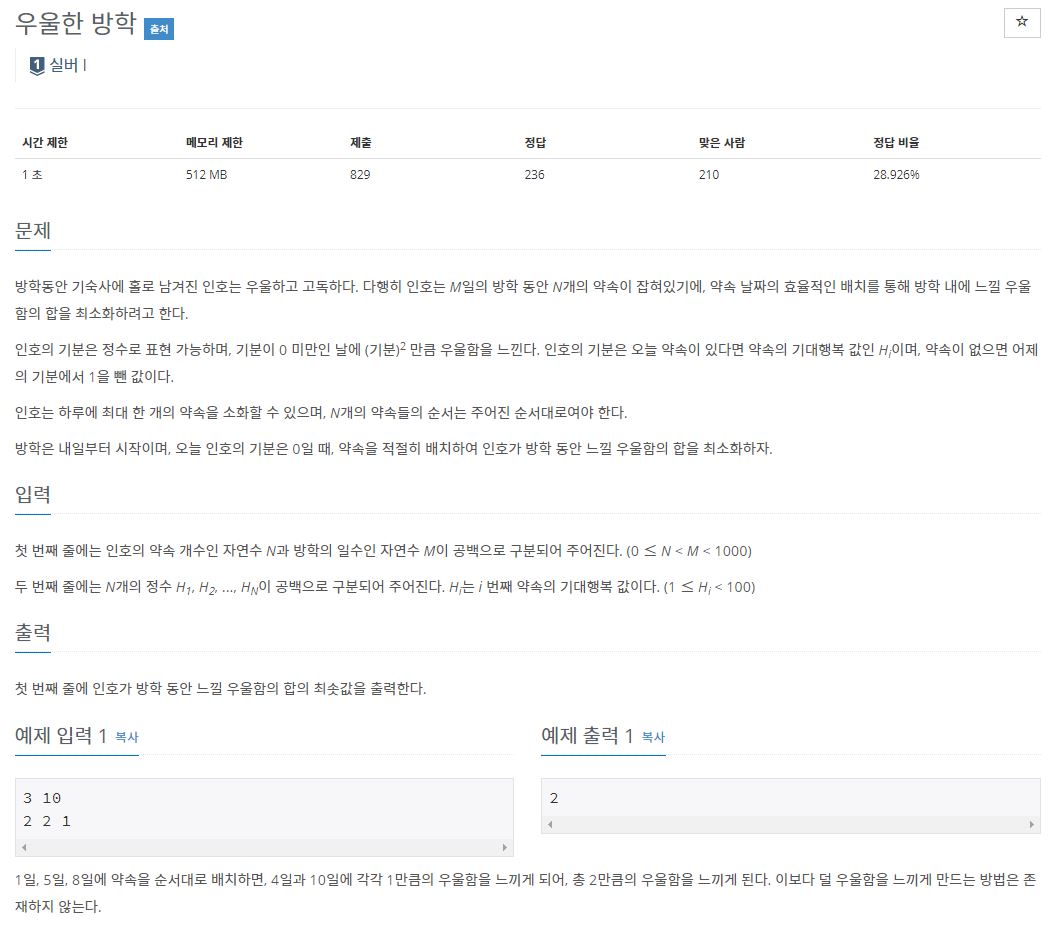 우울한 방학 출처
☆
1 실버 I
시간 제한 메모리 제한 제출 정답 맞은 사람 정답 비율
1 초 512 MB 829 236 210 28.926%
문제
방학동안 기숙사에 홀로 남겨진 인호는 우울하고 고독하다. 다행히 인호는 M일의 방학 동안 N개의 약속이 잡혀있기에, 약속 날짜의 효율적인 배치를 통해 방학 내에 느낄 우울
함의 합을 최소화하려고 한다.
인호의 기분은 정수로 표현 가능하며, 기분이 0 미만인 날에 (기분)² 만큼 우울함을 느낀다. 인호의 기분은 오늘 약속이 있다면 약속의 기대행복 값인 Hᵢ이며, 약속이 없으면 어제
의 기분에서 1을 뺀 값이다.
인호는 하루에 최대 한 개의 약속을 소화할 수 있으며, N개의 약속들의 순서는 주어진 순서대로여야 한다.
방학은 내일부터 시작이며, 오늘 인호의 기분은 0일 때, 약속을 적절히 배치하여 인호가 방학 동안 느낄 우울함의 합을 최소화하자.
입력
첫 번째 줄에는 인호의 약속 개수인 자연수 N과 방학의 일수인 자연수 M이 공백으로 구분되어 주어진다. (0 ≤ N < M < 1000)
두 번째 줄에는 N개의 정수 H₁, H₂, ..., H_N이 공백으로 구분되어 주어진다. Hᵢ는 i 번째 약속의 기대행복 값이다. (1 ≤ Hᵢ < 100)
출력
첫 번째 줄에 인호가 방학 동안 느낄 우울함의 합의 최솟값을 출력한다.
예제 입력 1 복사
3 10
2 2 1
예제 출력 1 복사
2
1일, 5일, 8일에 약속을 순서대로 배치하면, 4일과 10일에 각각 1만큼의 우울함을 느끼게 되어, 총 2만큼의 우울함을 느끼게 된다. 이보다 덜 우울함을 느끼게 만드는 방법은 존
재하지 않는다.